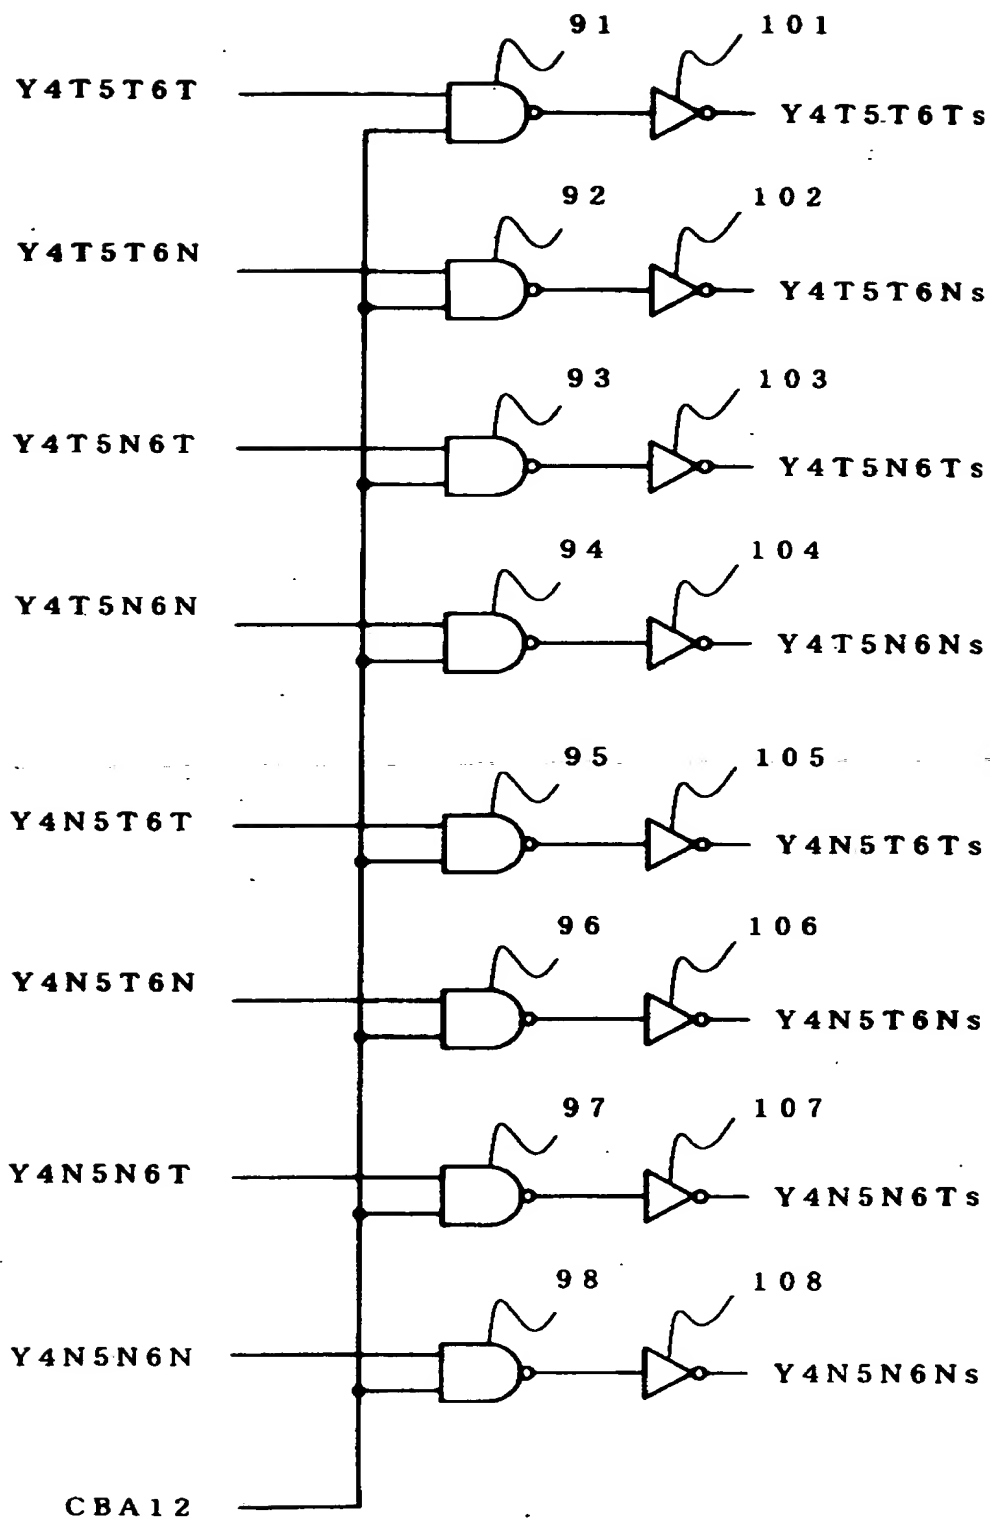 91 101
Y4T5T6T Y4T5T6Ts
92 102
Y4T5T6N Y4T5T6Ns
93 103
Y4T5N6T Y4T5N6Ts
94 104
Y4T5N6N Y4T5N6Ns
95 105
Y4N5T6T Y4N5T6Ts
96 106
Y4N5T6N Y4N5T6Ns
97 107
Y4N5N6T Y4N5N6Ts
98 108
Y4N5N6N Y4N5N6Ns
CBA12